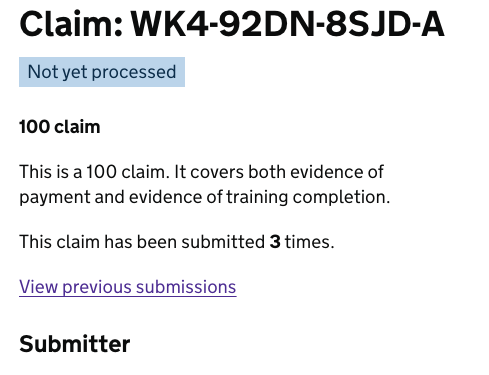 Claim: WK4-92DN-8SJD-A
Not yet processed
100 claim
This is a 100 claim. It covers both evidence of
payment and evidence of training completion.
This claim has been submitted 3 times.
View previous submissions
Submitter